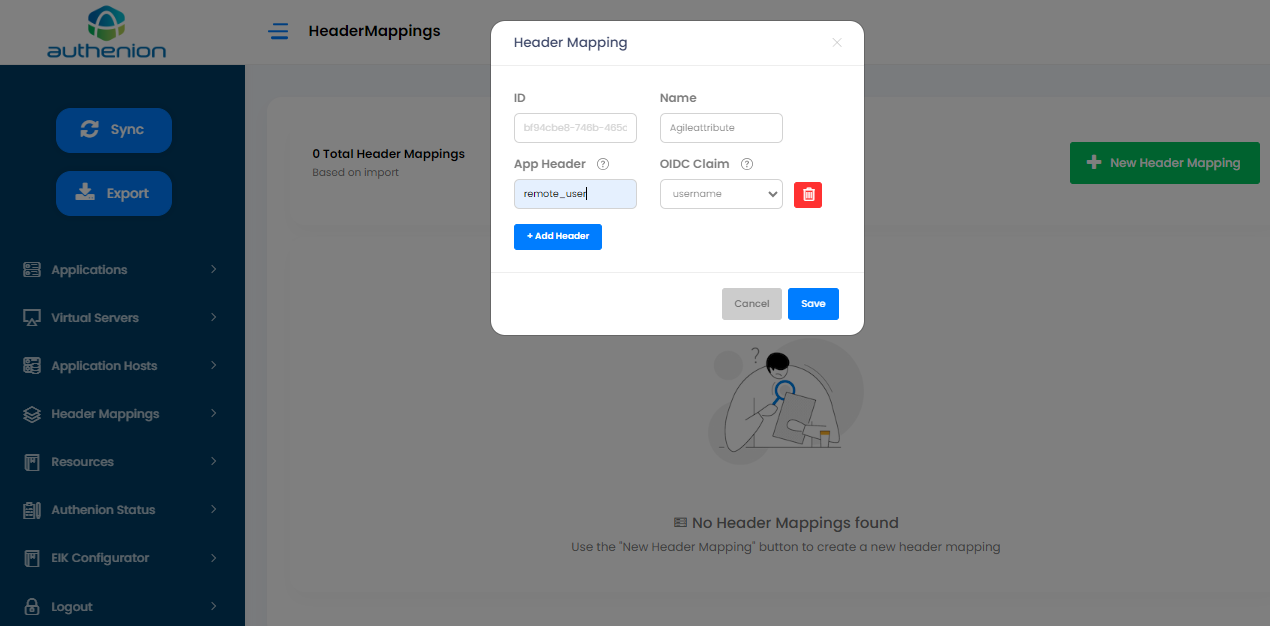 authenion
HeaderMappings
Sync
Export
Applications
Virtual Servers
Application Hosts
Header Mappings
Resources
Authenion Status
EIK Configurator
Logout
0 Total Header Mappings
Based on import
New Header Mapping
Header Mapping
ID
Name
bf94cbe8-746b-465c
Agileattribute
App Header ?
OIDC Claim ?
remote_user
username
+ Add Header
Cancel
Save
?
No Header Mappings found
Use the "New Header Mapping" button to create a new header mapping